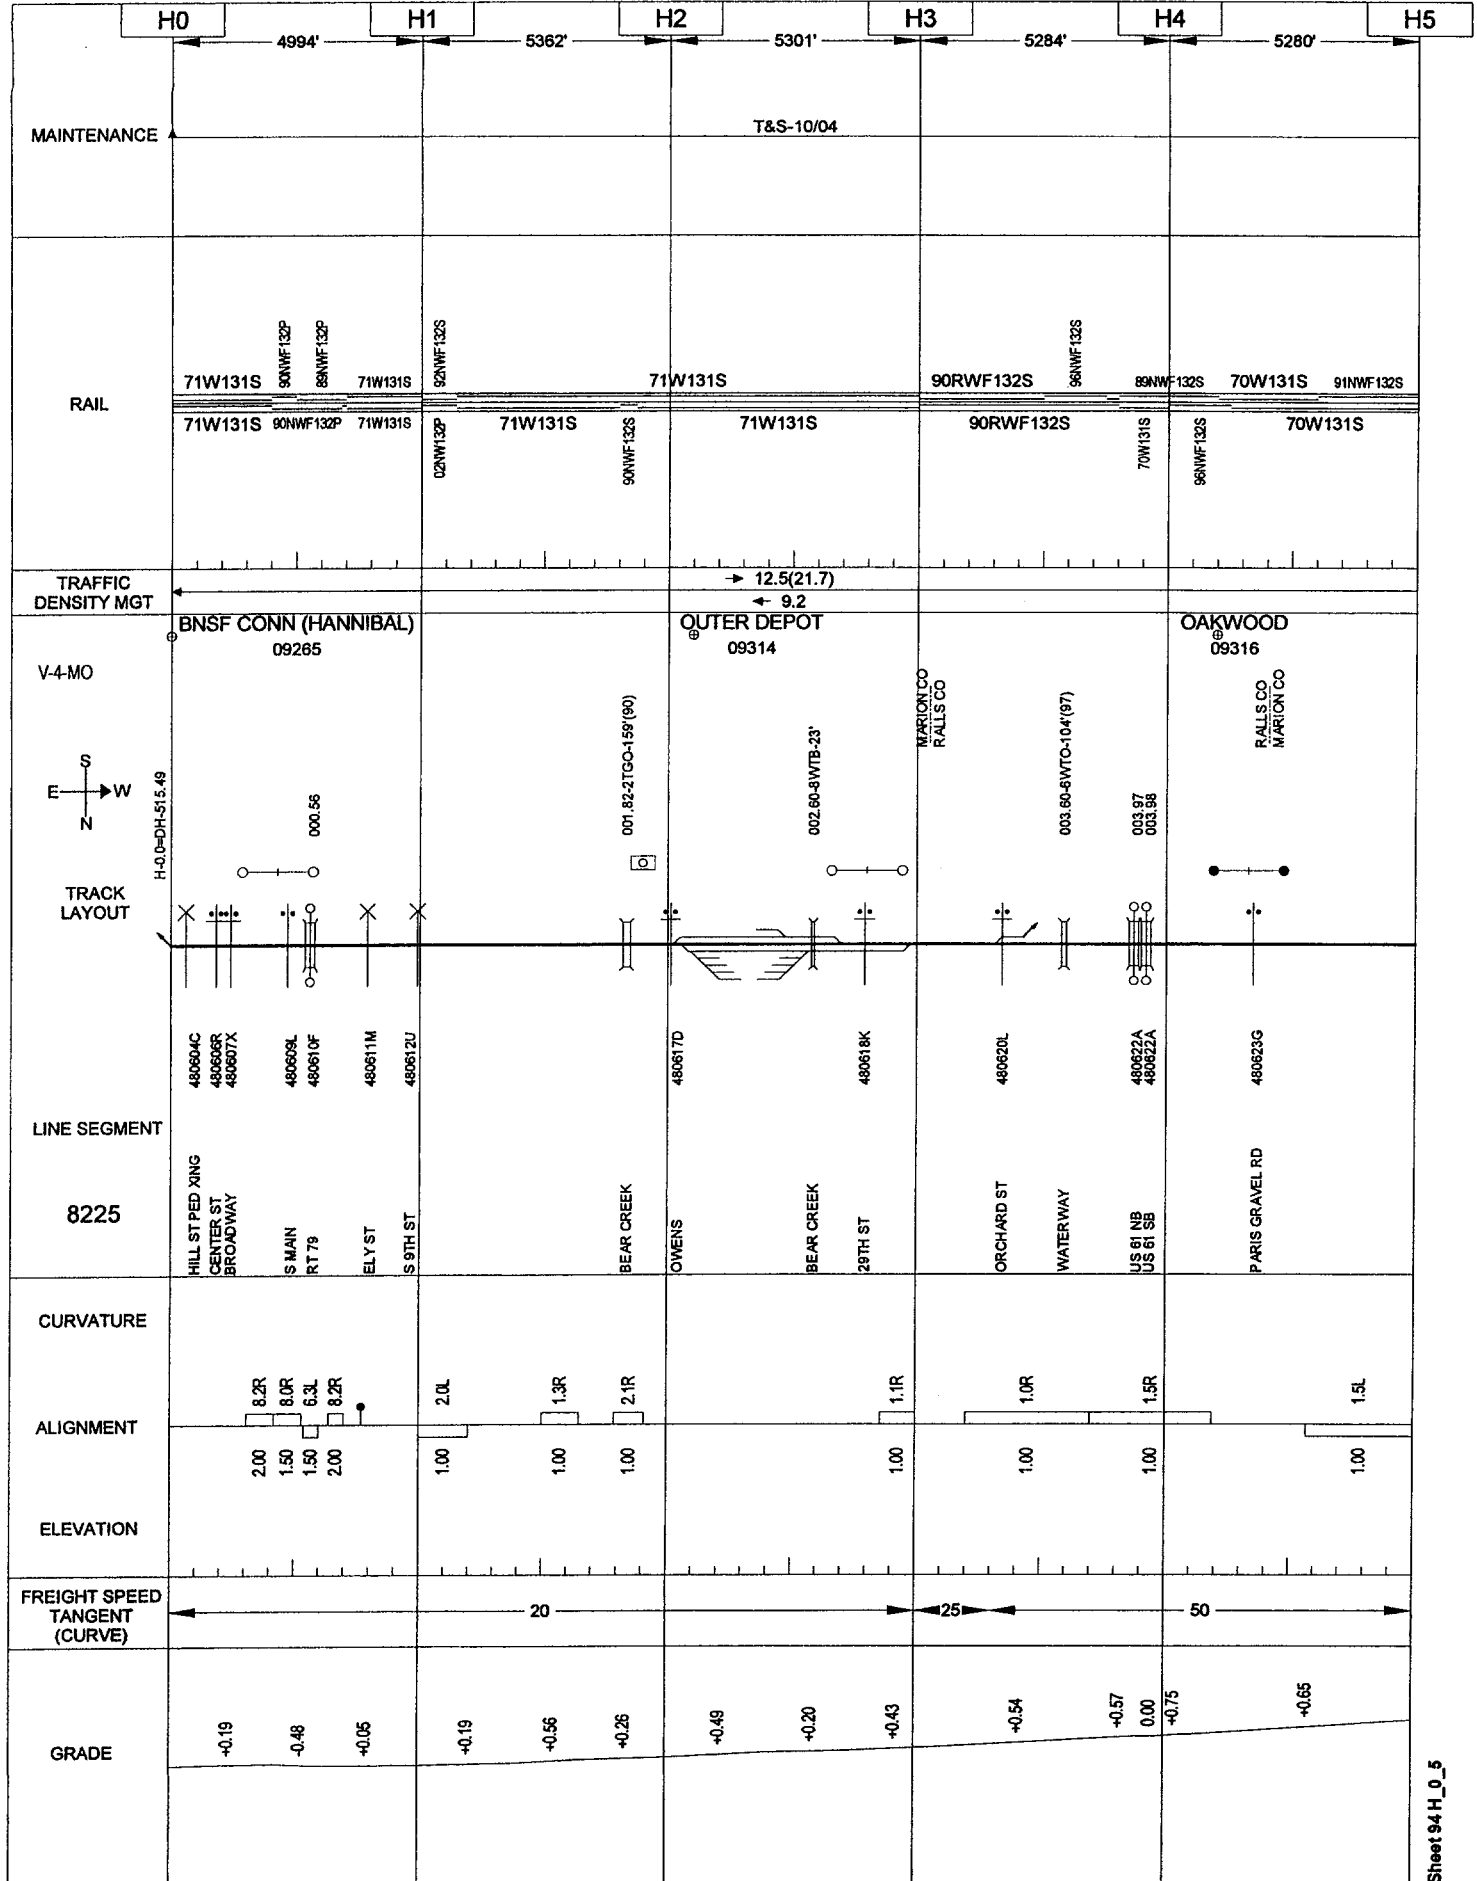 H0 H1 H2 H3 H4 H5
4994' 5362' 5301' 5284' 5280'
MAINTENANCE
T&S-10/04
90NWF132P 89NWF132P 92NWF132S 96NWF132S
71W131S 71W131S 71W131S 90RWF132S 89NWF132S 70W131S 91NWF132S
RAIL
71W131S 90NWF132P 71W131S 71W131S 71W131S 90RWF132S 70W131S
02NW132P 90NWF132S 70W131S 96NWF132S
TRAFFIC
DENSITY MGT
12.5(21.7)
9.2
BNSF CONN (HANNIBAL) OUTER DEPOT OAKWOOD
09265 09314 09316
V-4-MO
MARION CO
RALLS CO
RALLS CO
MARION CO
S
E W
N
H-0.0=DH-515.49
000.56
001.82-2TGO-159'(90)
002.60-8WTB-23'
003.60-6WTO-104'(97)
003.97
003.98
TRACK
LAYOUT
480604C
480606R
480607X
480609L
480610F
480611M
480612U
480617D
480618K
480620L
480622A
480622A
480623G
LINE SEGMENT
8225
HILL ST PED XING
CENTER ST
BROADWAY
S MAIN
RT 79
ELY ST
S 9TH ST
BEAR CREEK
OWENS
BEAR CREEK
29TH ST
ORCHARD ST
WATERWAY
US 61 NB
US 61 SB
PARIS GRAVEL RD
CURVATURE
8.2R 8.0R 6.3L 8.2R 2.0L 1.3R 2.1R 1.1R 1.0R 1.5R 1.5L
ALIGNMENT
2.00 1.50 1.50 2.00 1.00 1.00 1.00 1.00 1.00 1.00 1.00
ELEVATION
FREIGHT SPEED
TANGENT
(CURVE)
20 25 50
GRADE
+0.19 -0.48 +0.05 +0.19 +0.56 +0.26 +0.49 +0.20 +0.43 +0.54 +0.57 0.00 +0.75 +0.65
Sheet 94 H_0_5